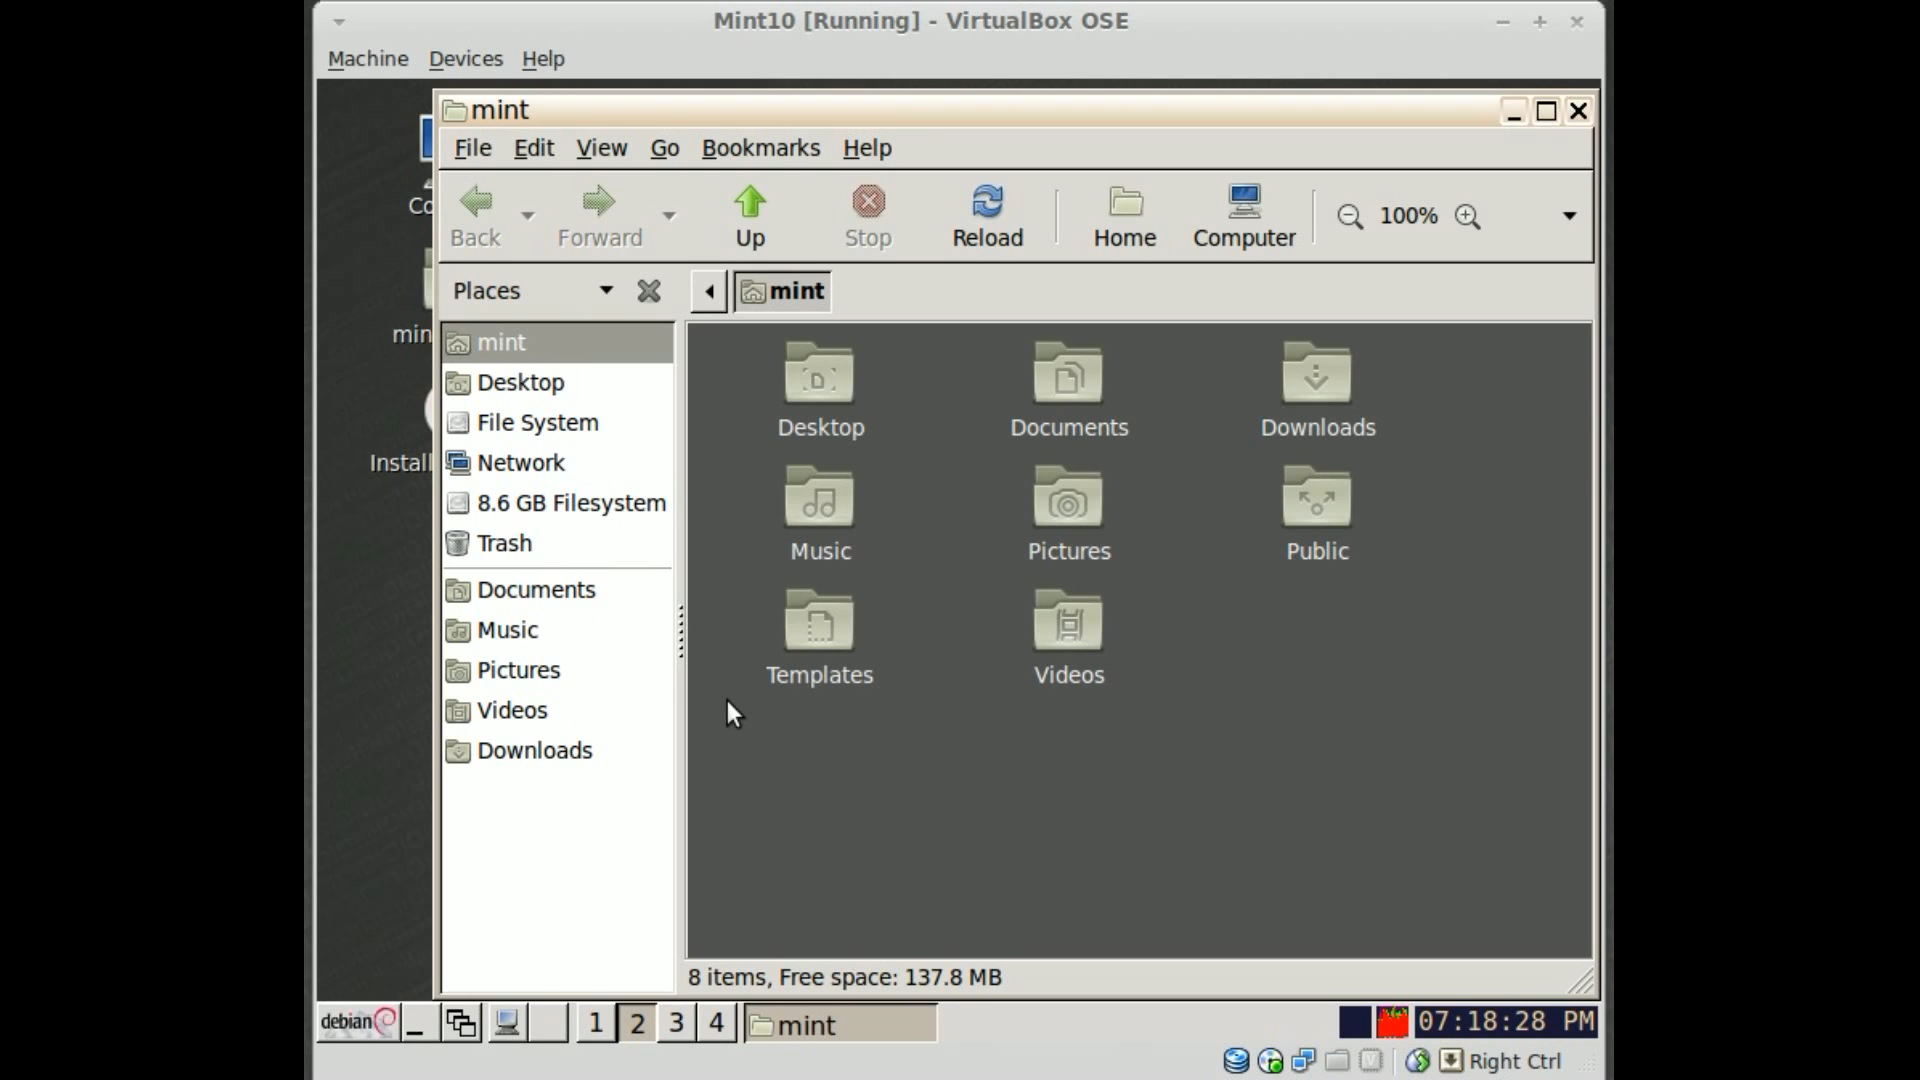 Mint10 [Running] - VirtualBox OSE
Machine Devices Help
mint
File Edit View Go Bookmarks Help
Back Forward Up Stop Reload Home Computer 100%
Places
mint
mint
Desktop
File System
Network
8.6 GB Filesystem
Trash
Documents
Music
Pictures
Videos
Downloads
Desktop Documents Downloads
Music Pictures Public
Templates Videos
Co
min
Install
8 items, Free space: 137.8 MB
debian 1 2 3 4 mint 07:18:28 PM
Right Ctrl